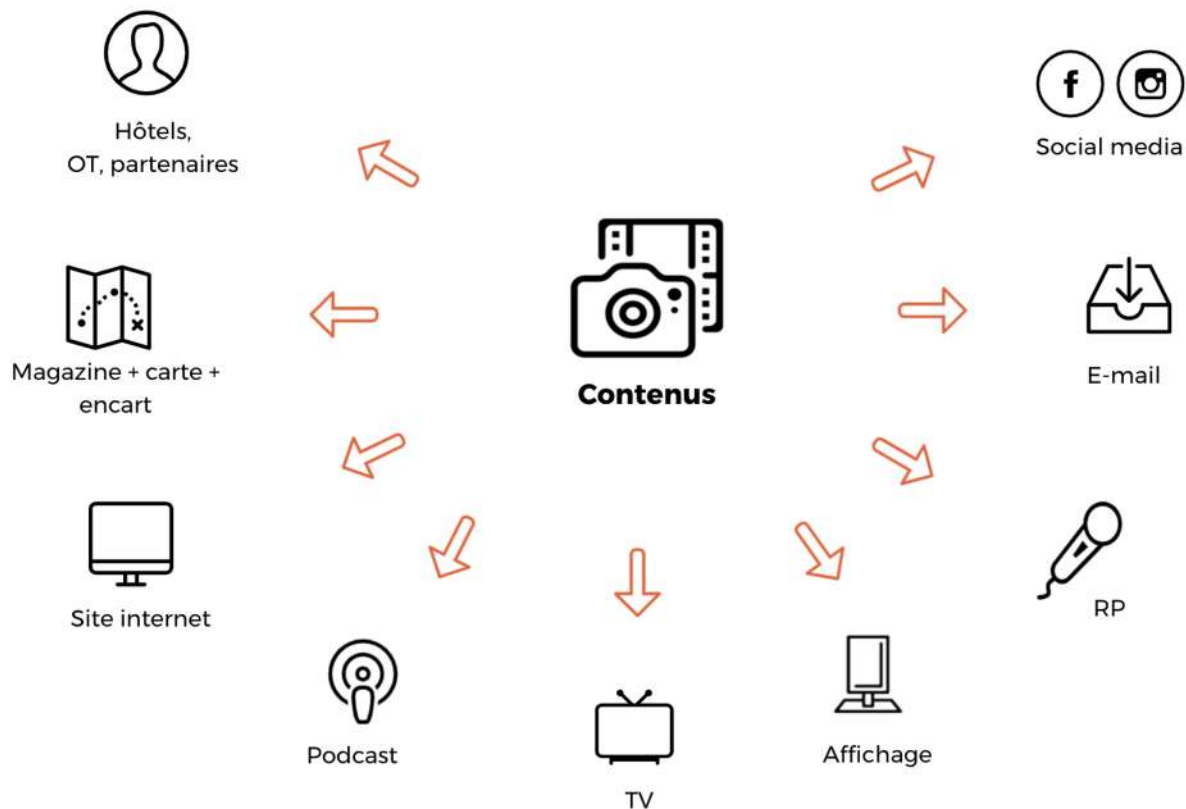 Hôtels,
OT, partenaires
Social media
Magazine + carte +
encart
Contenus
E-mail
Site internet
RP
Podcast
TV
Affichage